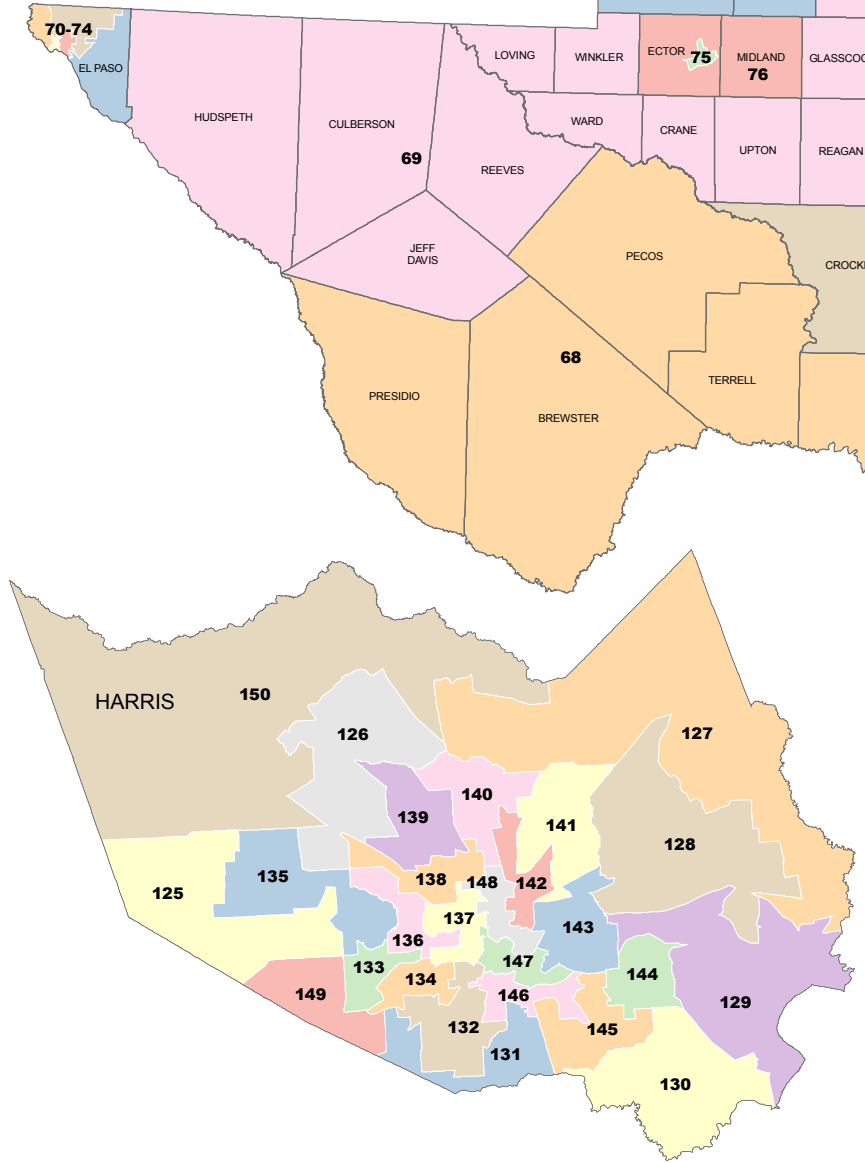 70-74
EL PASO
HUDSPETH
CULBERSON
69
LOVING
WINKLER
ECTOR
75
MIDLAND
76
GLASSCOC
WARD
CRANE
UPTON
REAGAN
REEVES
JEFF
DAVIS
PECOS
CROCKE
68
PRESIDIO
BREWSTER
TERRELL
HARRIS
150
126
127
140
139
141
128
125
135
138
148
142
137
143
136
133
147
134
144
149
146
129
132
145
131
130